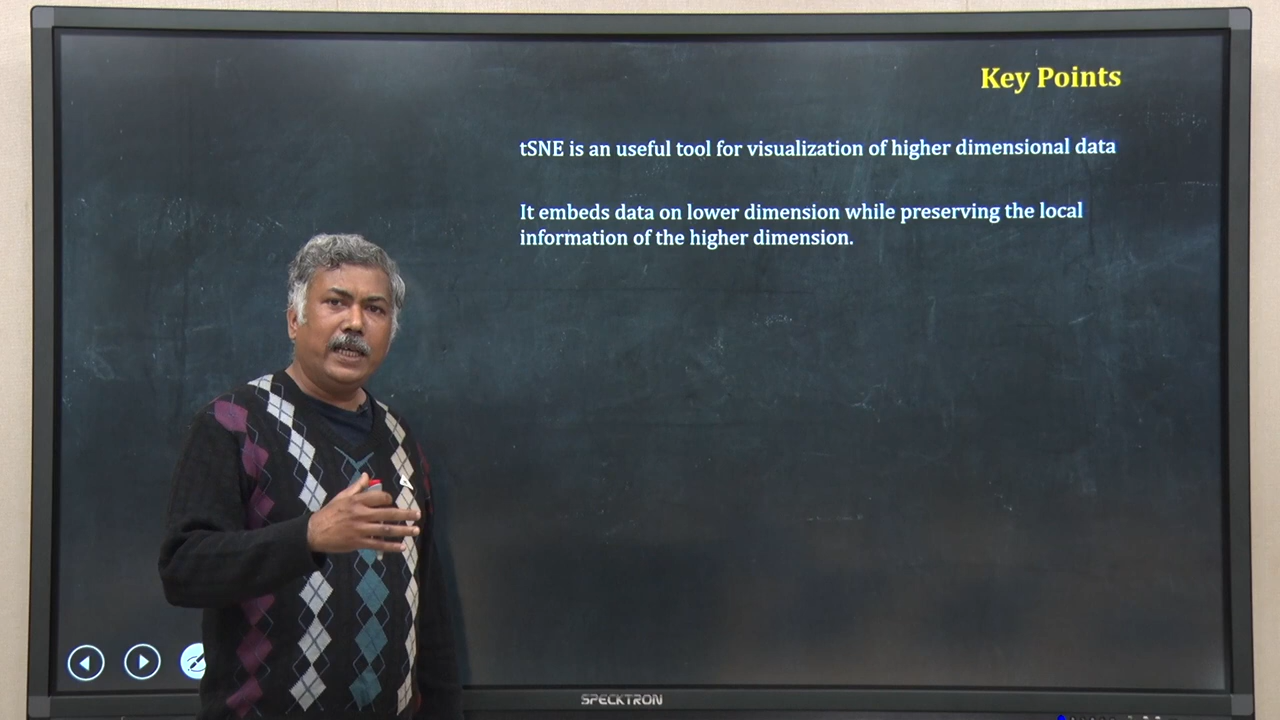 Key Points
tSNE is an useful tool for visualization of higher dimensional data
It embeds data on lower dimension while preserving the local
information of the higher dimension.
SPECKTRON